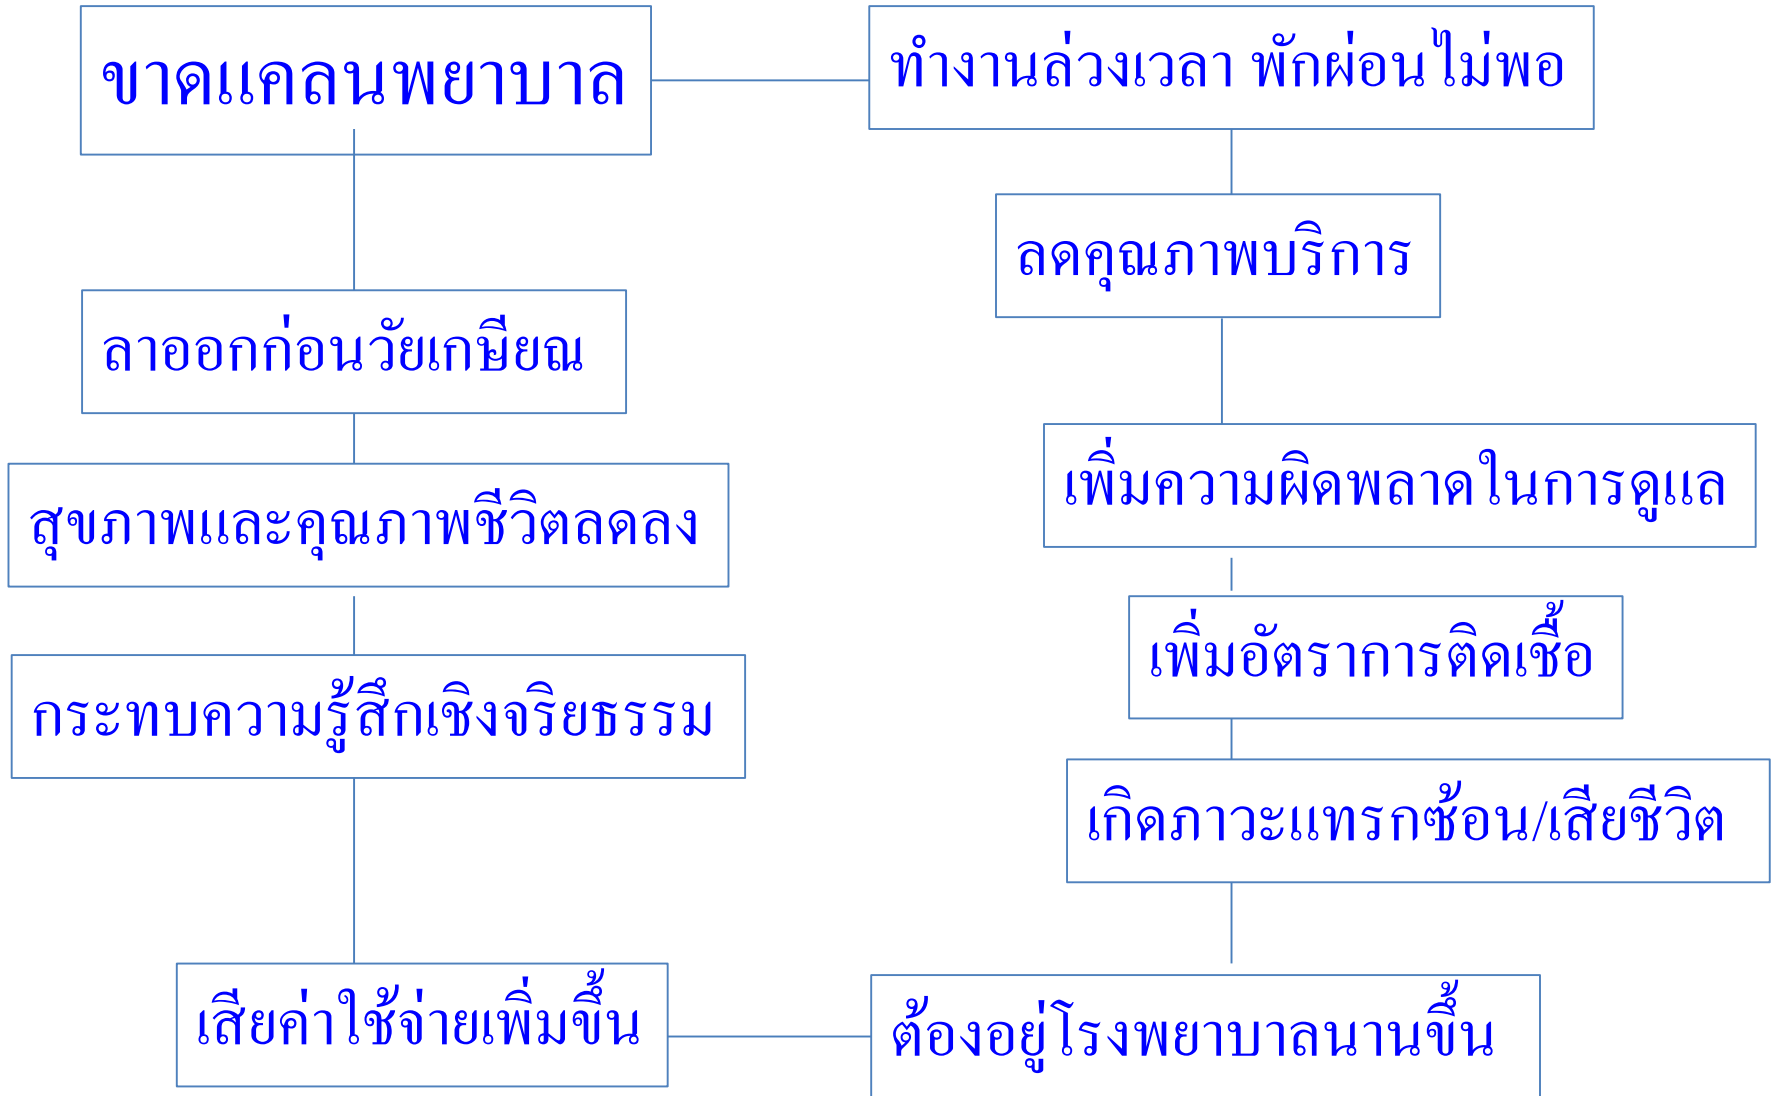 ขาดแคลนพยาบาล
ทำงานล่วงเวลา พักผ่อนไม่พอ
ลดคุณภาพบริการ
ลาออกก่อนวัยเกษียณ
เพิ่มความผิดพลาดในการดูแล
สุขภาพและคุณภาพชีวิตลดลง
เพิ่มอัตราการติดเชื้อ
กระทบความรู้สึกเชิงจริยธรรม
เกิดภาวะแทรกซ้อน/เสียชีวิต
เสียค่าใช้จ่ายเพิ่มขึ้น
ต้องอยู่โรงพยาบาลนานขึ้น